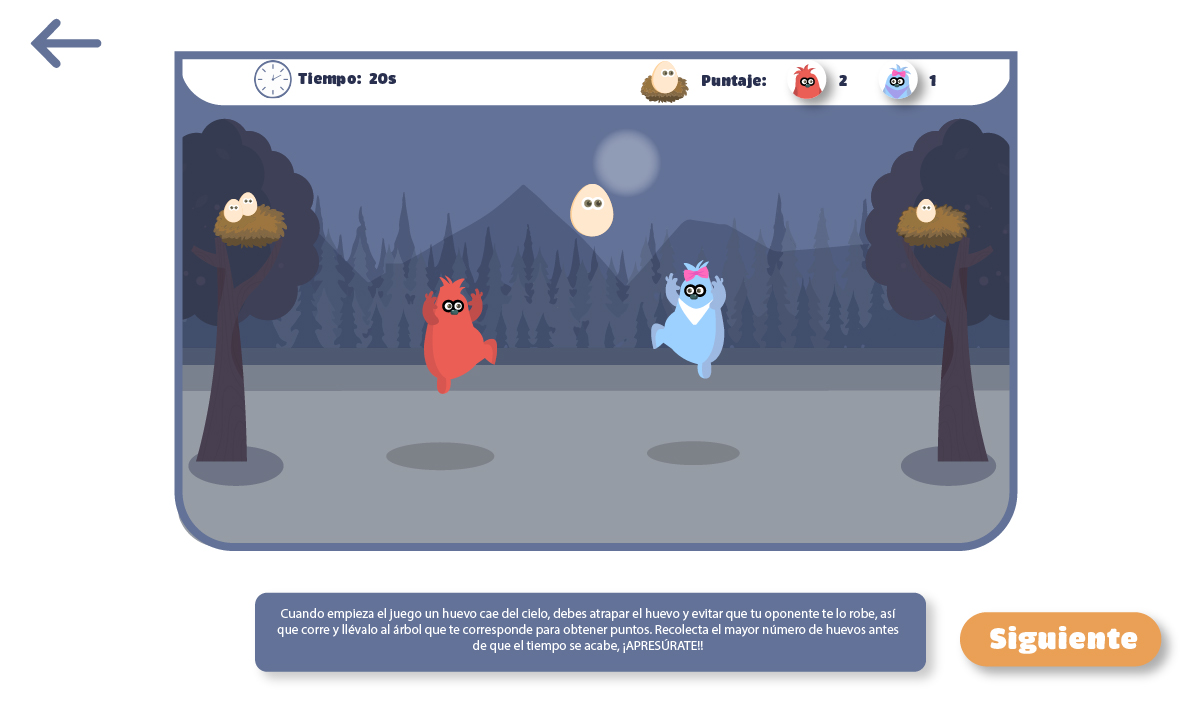 Tiempo: 20s
Puntaje: 2 1
Cuando empieza el juego un huevo cae del cielo, debes atrapar el huevo y evitar que tu oponente te lo robe, así
que corre y llévalo al árbol que te corresponde para obtener puntos. Recolecta el mayor número de huevos antes
de que el tiempo se acabe, ¡APRESÚRATE!!
Siguiente